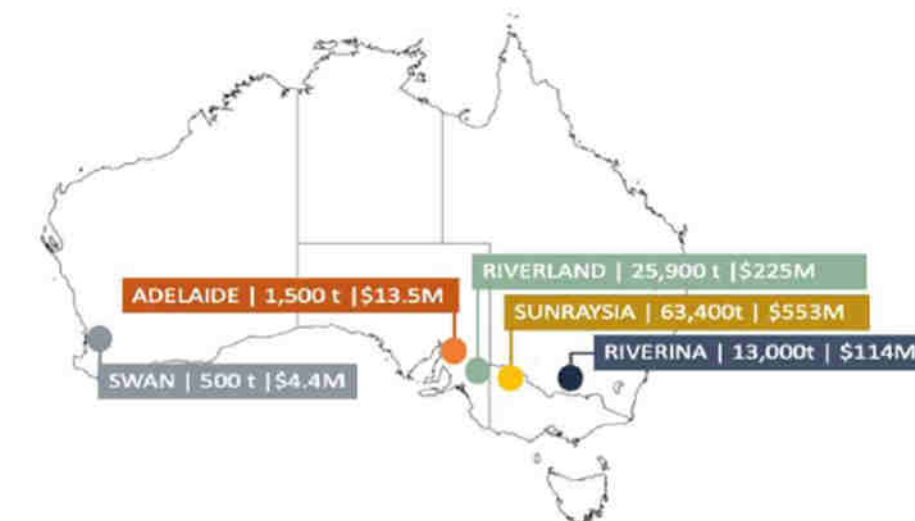 RIVERLAND | 25,900 t |$225M
ADELAIDE | 1,500 t |$13.5M
SUNRAYSIA | 63,400t | $553M
RIVERINA | 13,000t | $114M
SWAN | 500 t |$4.4M